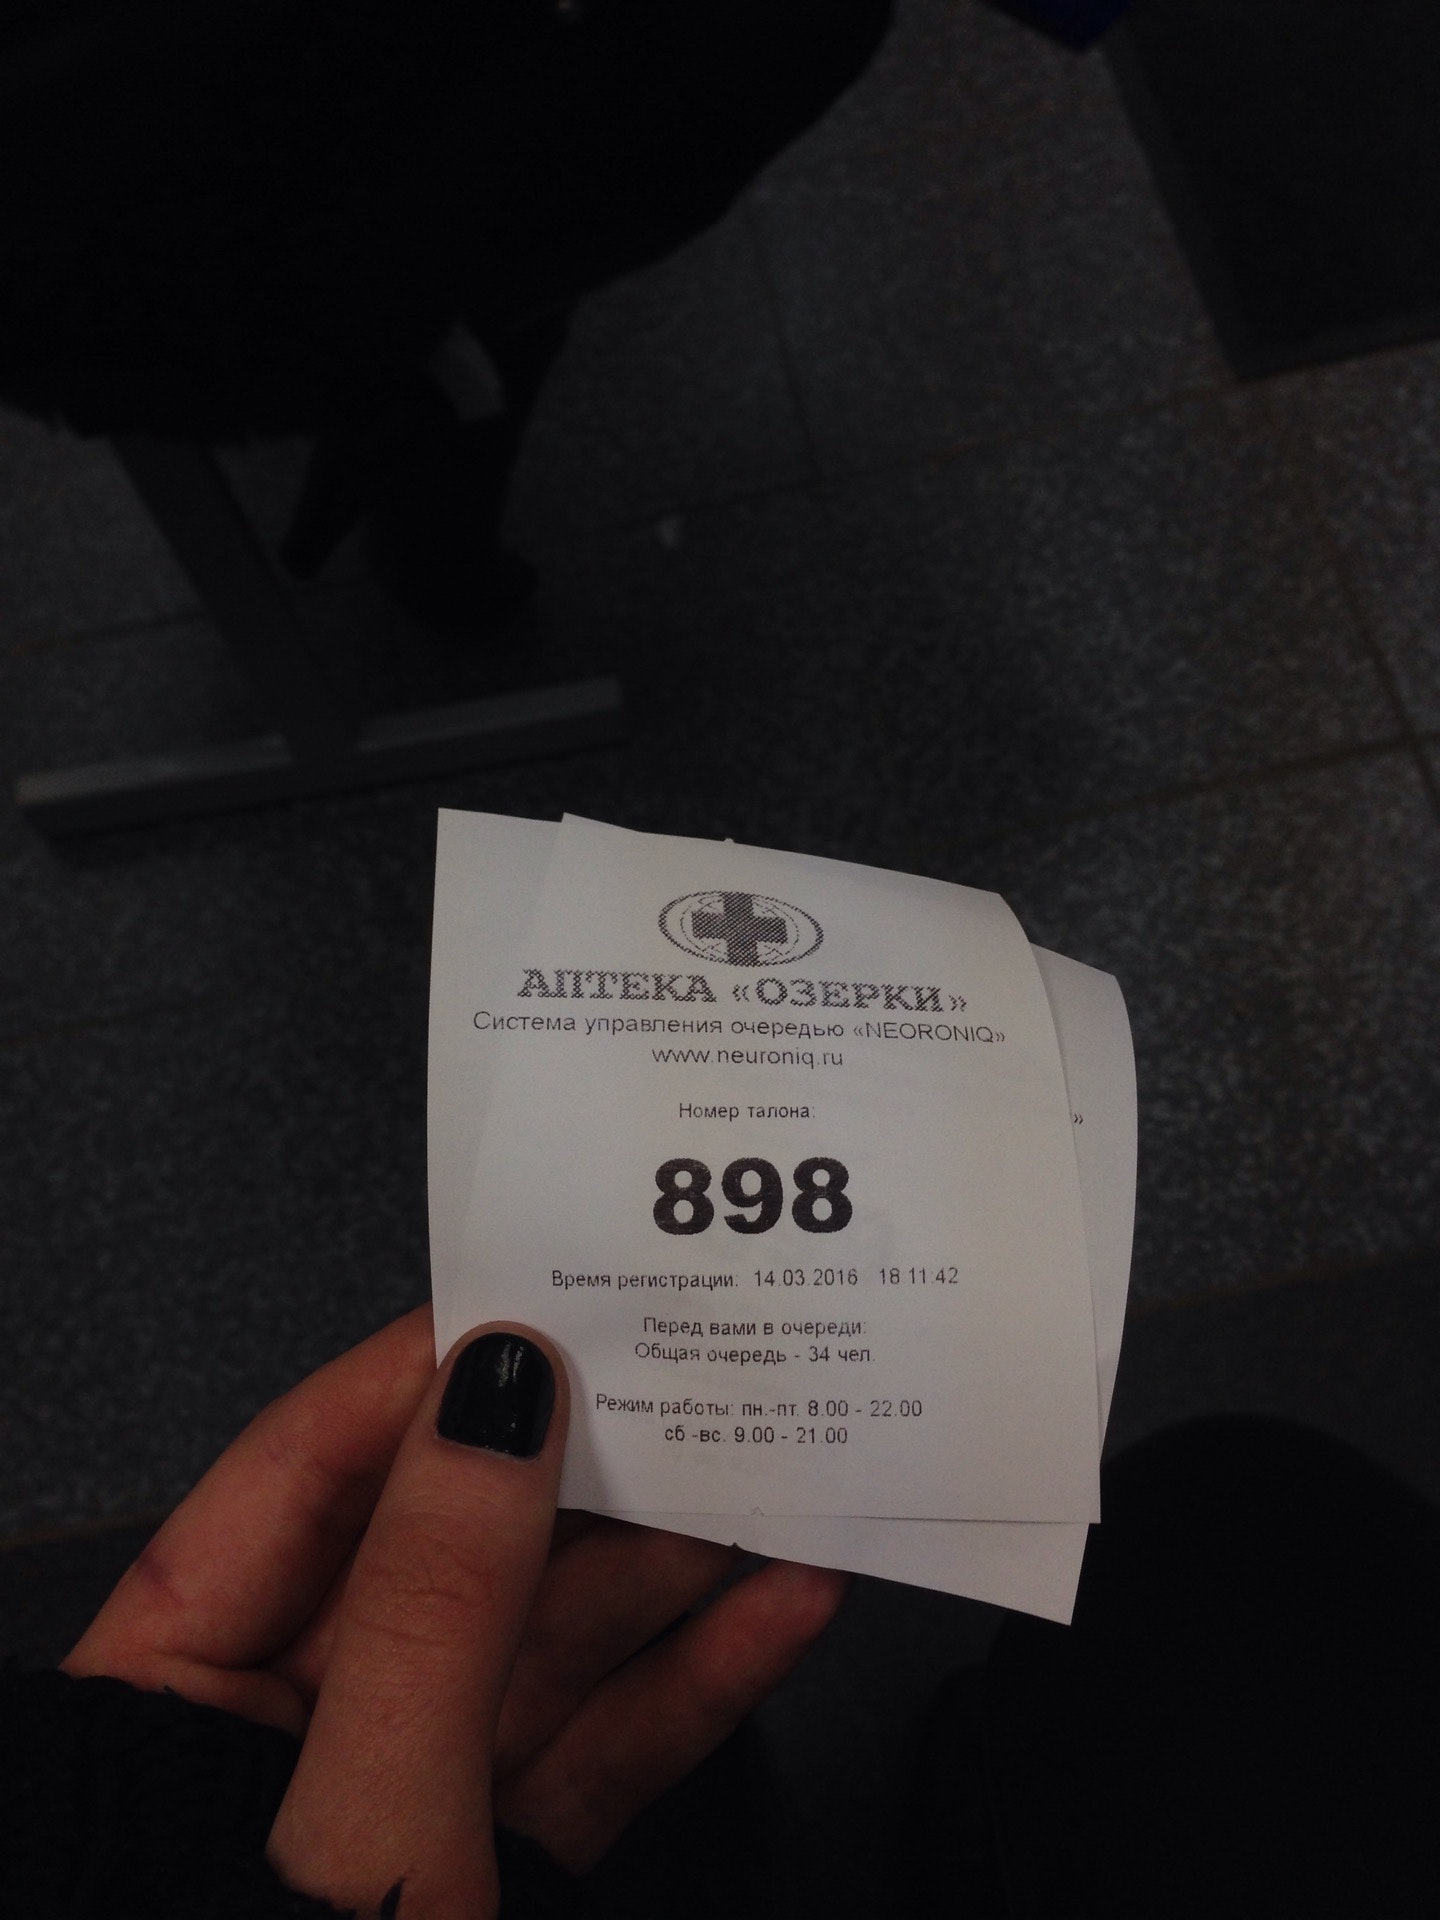 АПТЕКА «ОЗЕРКИ»
Система управления очередью «NEORONIQ»
www.neuroniq.ru
Номер талона:
»
898
Время регистрации: 14.03.2016 18:11:42
Перед вами в очереди:
Общая очередь - 34 чел.
Режим работы: пн.-пт. 8.00 - 22.00
сб.-вс. 9.00 - 21.00